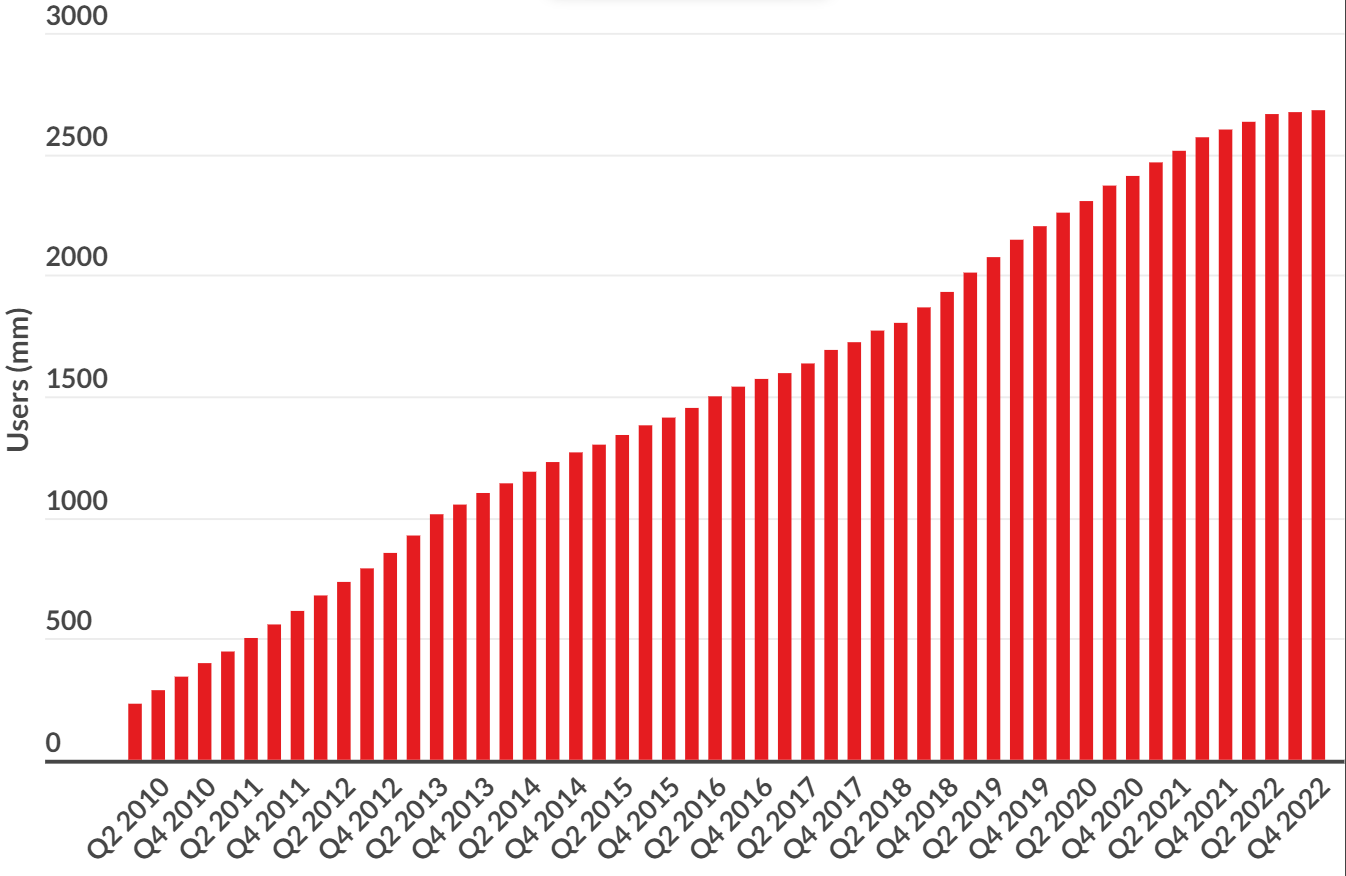 3000
2500
2000
1500
1000
500
0
Users (mm)
Q2 2010
Q4 2010
Q2 2011
Q4 2011
Q2 2012
Q4 2012
Q2 2013
Q4 2013
Q2 2014
Q4 2014
Q2 2015
Q4 2015
Q2 2016
Q4 2016
Q2 2017
Q4 2017
Q2 2018
Q4 2018
Q2 2019
Q4 2019
Q2 2020
Q4 2020
Q2 2021
Q4 2021
Q2 2022
Q4 2022